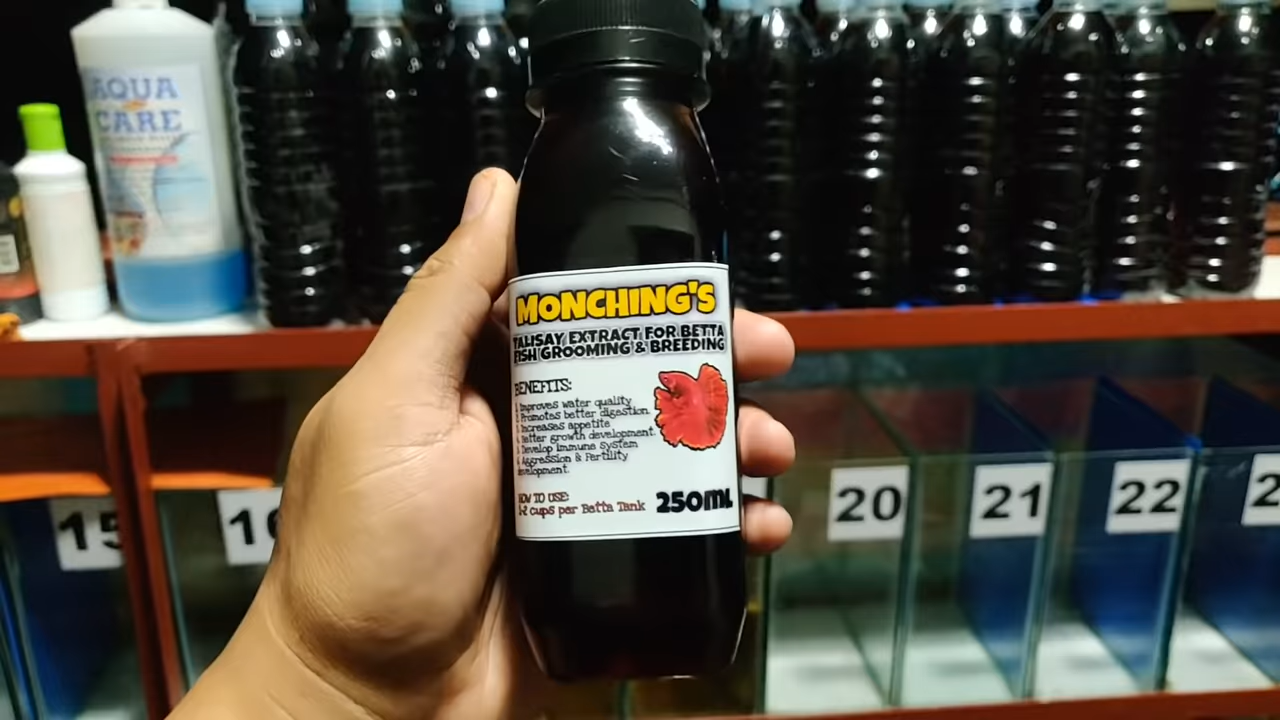 AQUA
CARE
MONCHING'S
TALISAY EXTRACT FOR BETTA
FISH GROOMING & BREEDING
BENEFITS:
Improves water quality
Promotes better digestion.
Increases appetite
Better growth development.
Develop immune system
Aggression & Fertility
development.
HOW TO USE:
1-2 cups per Betta Tank
250ML
15
16
20
21
22
2